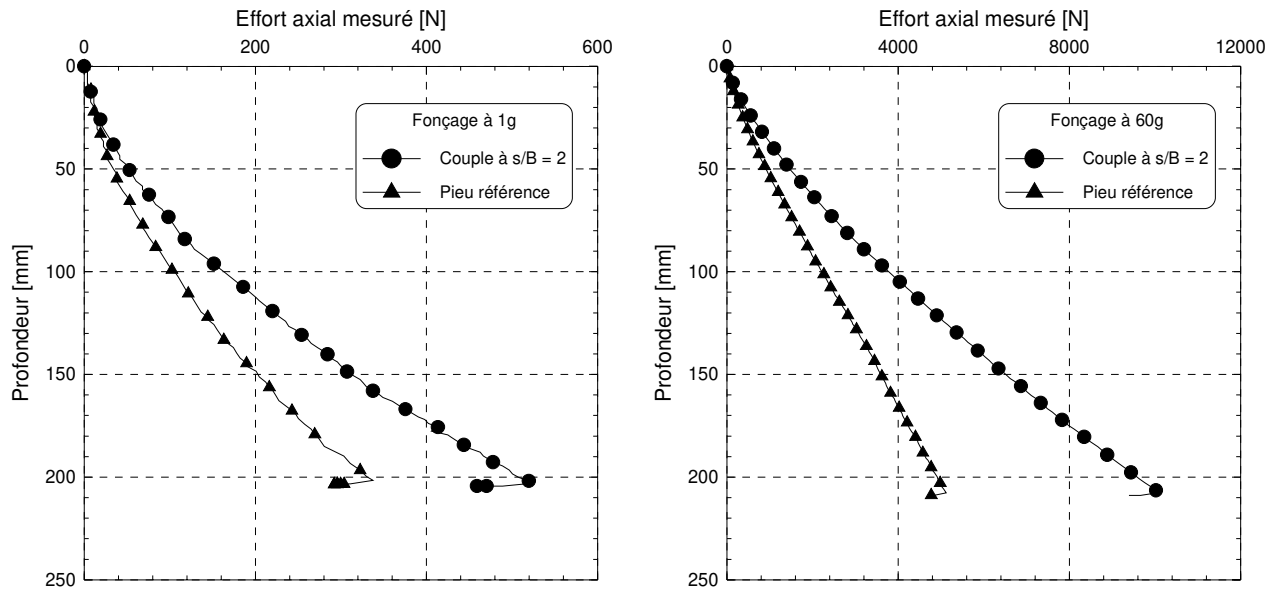 Effort axial mesuré [N]
0 200 400 600
0
50
100
150
200
250
Profondeur [mm]
Fonçage à 1g
Couple à s/B = 2
Pieu référence
Effort axial mesuré [N]
0 4000 8000 12000
0
50
100
150
200
250
Profondeur [mm]
Fonçage à 60g
Couple à s/B = 2
Pieu référence